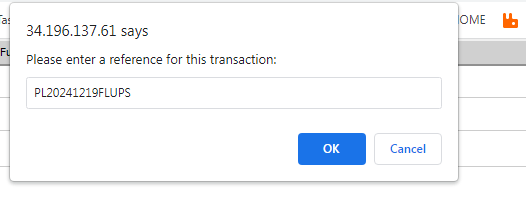 34.196.137.61 says
OME
Please enter a reference for this transaction:
PL20241219FLUPS
OK Cancel